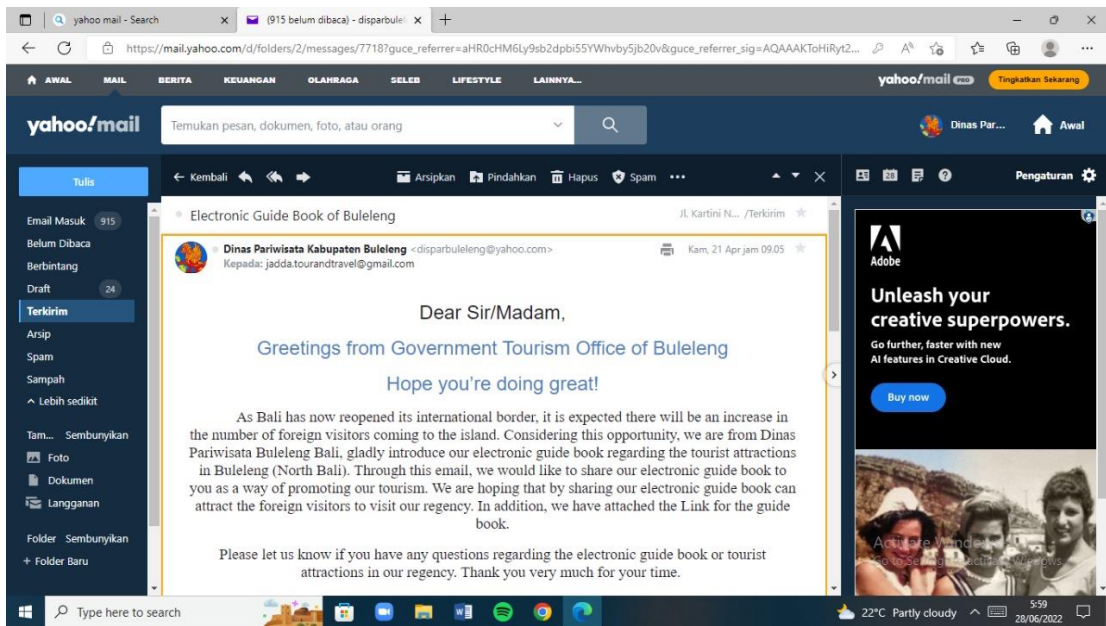 yahoo mail - Search
(915 belum dibaca) - disparbulel
https://mail.yahoo.com/d/folders/2/messages/7718?guce_referrer=aHR0cHM6Ly9sb2dpbi55YWhvby5jb20v&guce_referrer_sig=AQAAAKToHiRyt2...
AWAL MAIL BERITA KEUANGAN OLAHRAGA SELEB LIFESTYLE LAINNYA...
yahoo!mail PRO Tingkatkan Sekarang
yahoo!mail
Temukan pesan, dokumen, foto, atau orang
Dinas Par... Awal
Tulis
Kembali Arsipkan Pindahkan Hapus Spam
28 Pengaturan
Email Masuk 915
Belum Dibaca
Berbintang
Draft 24
Terkirim
Arsip
Spam
Sampah
Lebih sedikit
Tam... Sembunyikan
Foto
Dokumen
Langganan
Folder Sembunyikan
+ Folder Baru
Electronic Guide Book of Buleleng Jl. Kartini N... /Terkirim
Dinas Pariwisata Kabupaten Buleleng <disparbuleleng@yahoo.com> Kam, 21 Apr jam 09.05
Kepada: jadda.tourandtravel@gmail.com
Dear Sir/Madam,
Greetings from Government Tourism Office of Buleleng
Hope you're doing great!
As Bali has now reopened its international border, it is expected there will be an increase in
the number of foreign visitors coming to the island. Considering this opportunity, we are from Dinas
Pariwisata Buleleng Bali, gladly introduce our electronic guide book regarding the tourist attractions
in Buleleng (North Bali). Through this email, we would like to share our electronic guide book to
you as a way of promoting our tourism. We are hoping that by sharing our electronic guide book can
attract the foreign visitors to visit our regency. In addition, we have attached the Link for the guide
book.
Please let us know if you have any questions regarding the electronic guide book or tourist
attractions in our regency. Thank you very much for your time.
Adobe
Unleash your
creative superpowers.
Go further, faster with new
AI features in Creative Cloud.
Buy now
Activate Windows
Go to Settings to activate Windows.
Type here to search
22°C Partly cloudy
5:59
28/06/2022